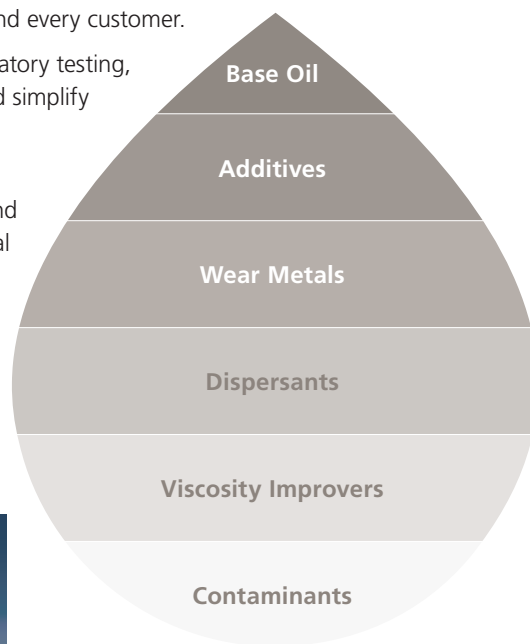 nd every customer.
atory testing,
d simplify
nd
al
Base Oil
Additives
Wear Metals
Dispersants
Viscosity Improvers
Contaminants